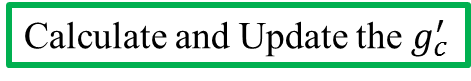 Calculate and Update the g′c